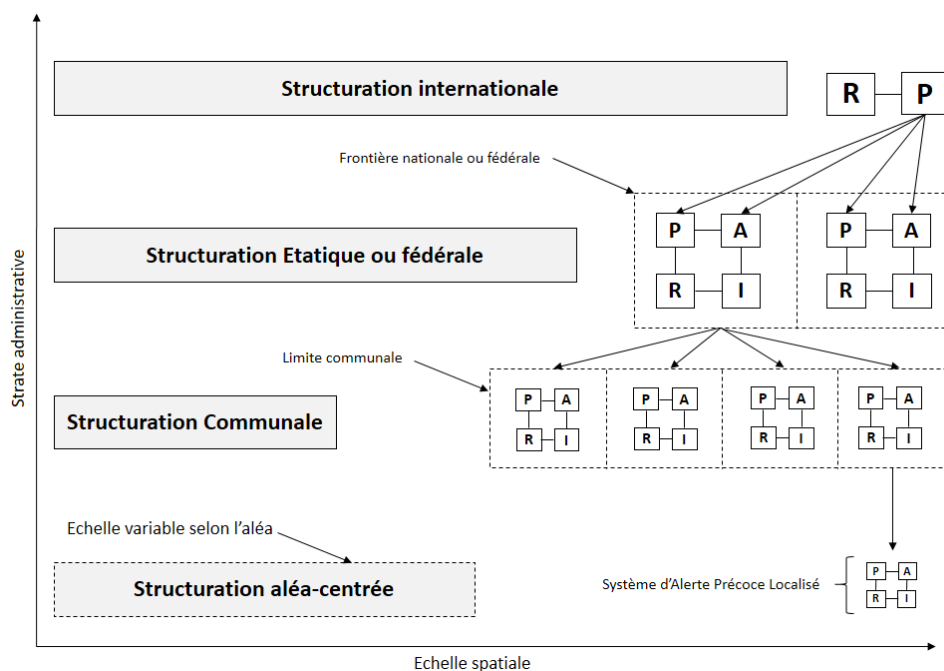 Structuration internationale
R P
Frontière nationale ou fédérale
P A P A
Structuration Etatique ou fédérale
R I R I
Limite communale
P A P A P A P A
Structuration Communale
R I R I R I R I
Echelle variable selon l'aléa
Structuration aléa-centrée
Système d'Alerte Précoce Localisé
P A
R I
Strate administrative
Echelle spatiale